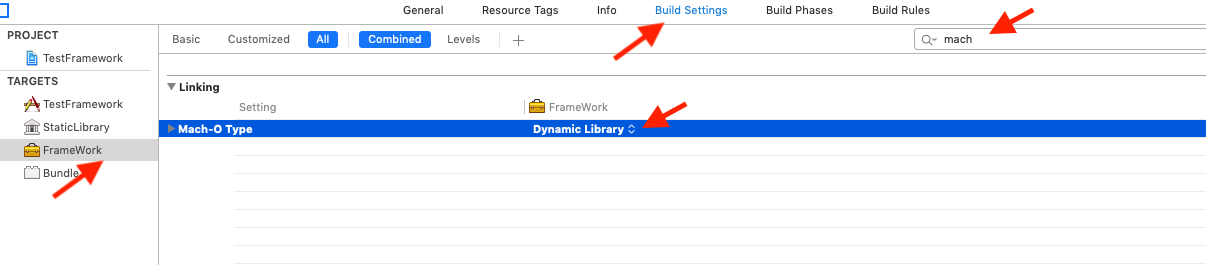 General Resource Tags Info Build Settings Build Phases Build Rules
PROJECT
TestFramework
TARGETS
TestFramework
StaticLibrary
FrameWork
Bundle
Basic Customized All Combined Levels +
mach
Linking
Setting FrameWork
Mach-O Type Dynamic Library